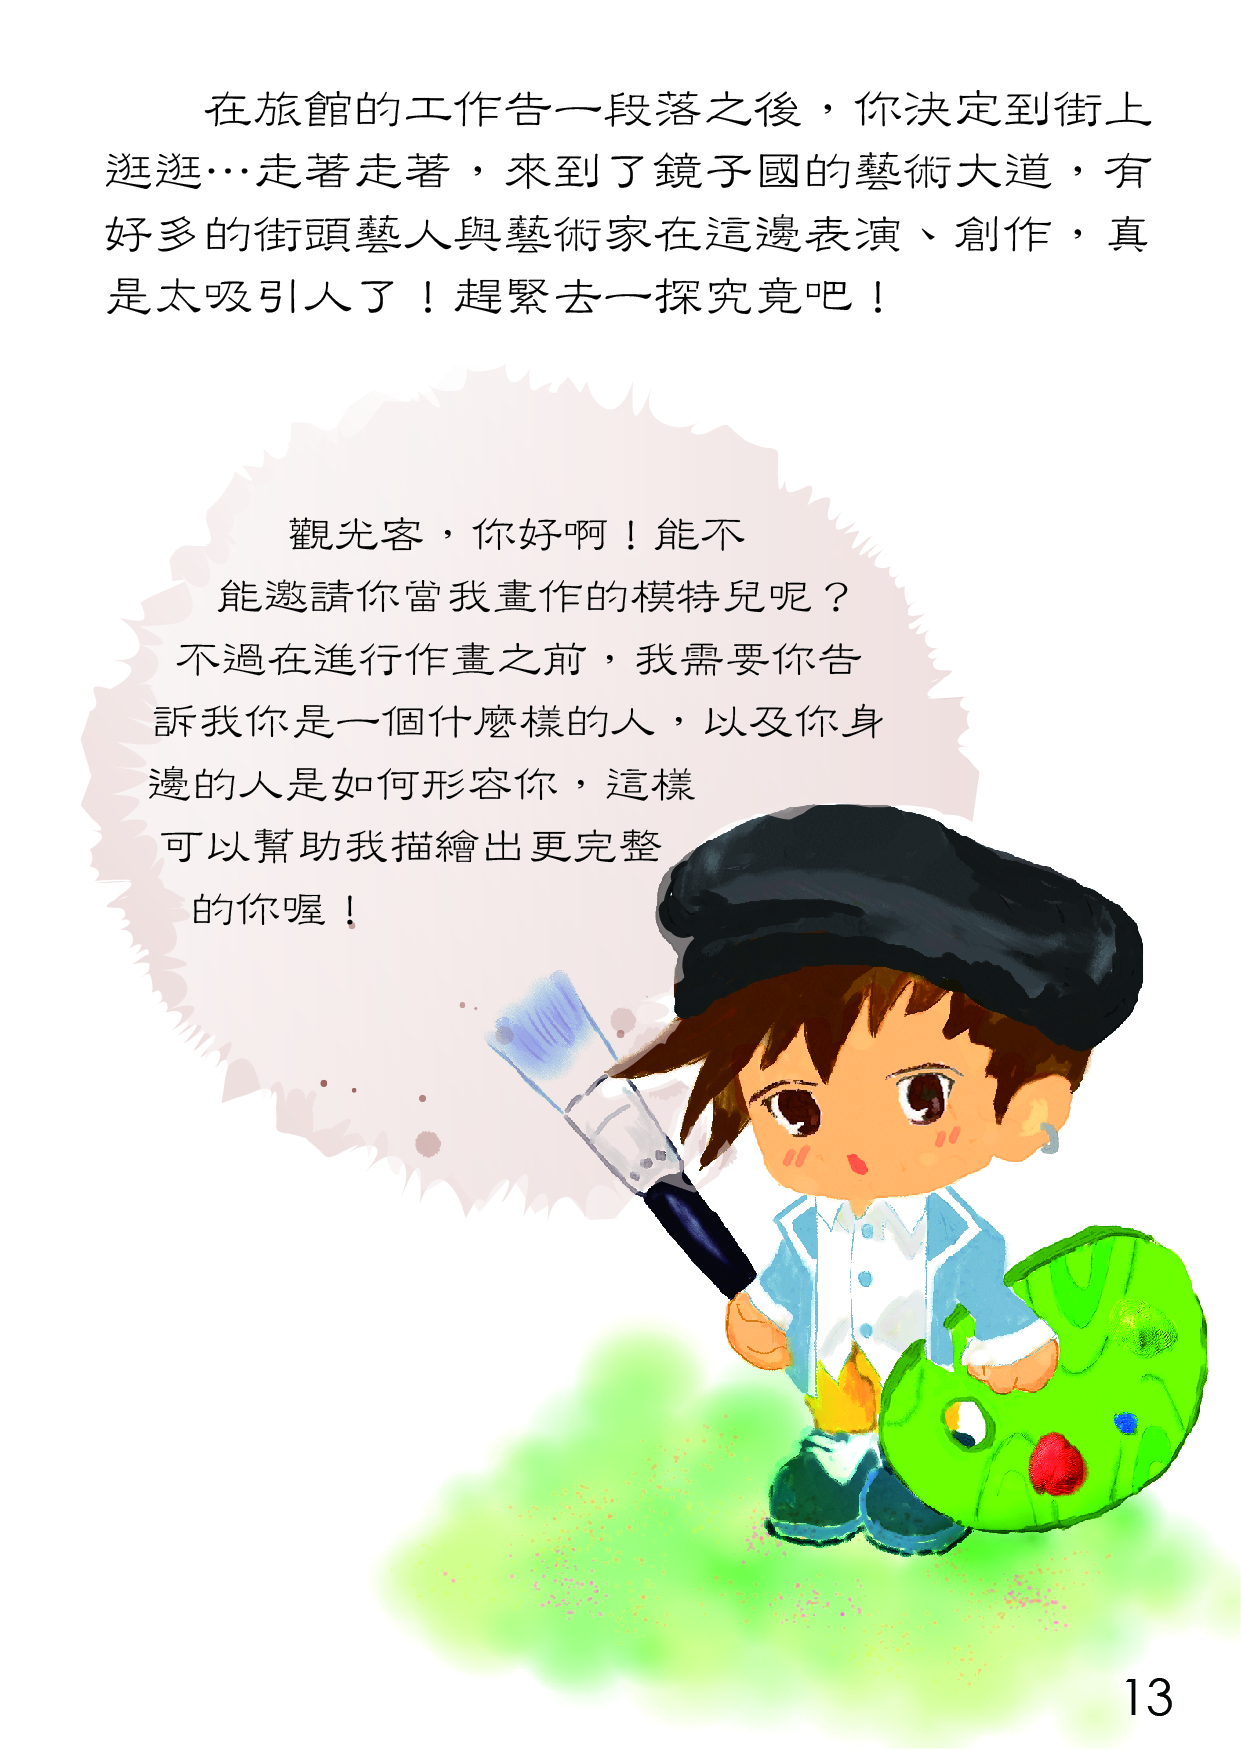 在旅館的工作告一段落之後，你決定到街上
逛逛…走著走著，來到了鏡子國的藝術大道，有
好多的街頭藝人與藝術家在這邊表演、創作，真
是太吸引人了！趕緊去一探究竟吧！
觀光客，你好啊！能不
能邀請你當我畫作的模特兒呢？
不過在進行作畫之前，我需要你告
訴我你是一個什麼樣的人，以及你身
邊的人是如何形容你，這樣
可以幫助我描繪出更完整
的你喔！
13